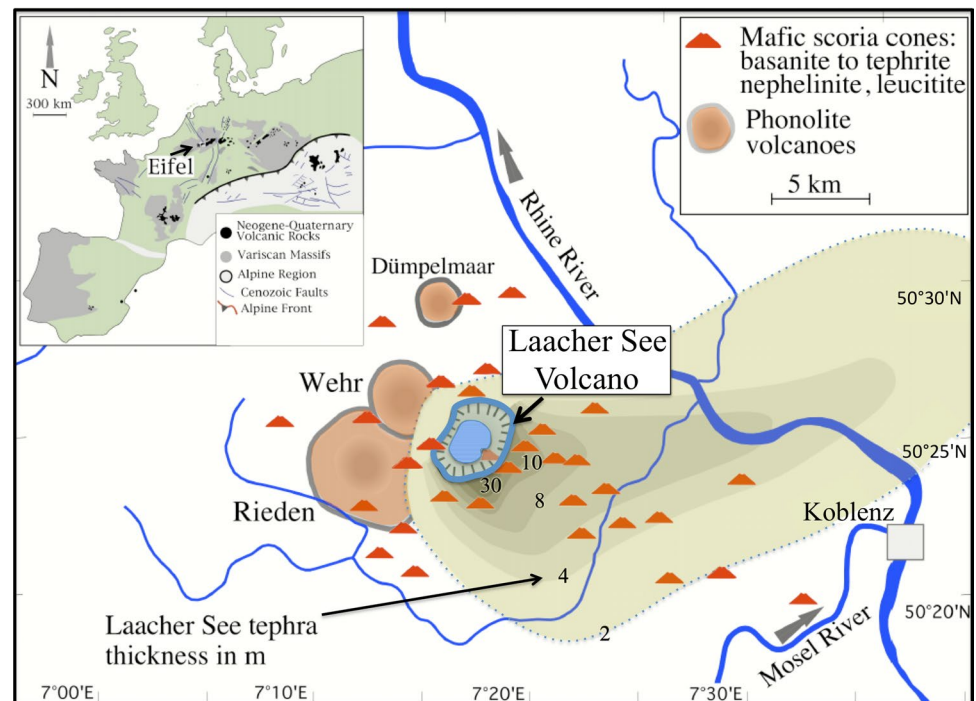 N
300 km
Eifel
Neogene-Quaternary
Volcanic Rocks
Variscan Massifs
Alpine Region
Cenozoic Faults
Alpine Front
Mafic scoria cones:
basanite to tephrite
nephelinite, leucitite
Phonolite
volcanoes
5 km
Rhine River
Dümpelmaar
50°30'N
Laacher See
Volcano
Wehr
10
30
8
50°25'N
Rieden
Koblenz
4
Laacher See tephra
thickness in m
2
50°20'N
Mosel River
7°00'E
7°10'E
7°20'E
7°30'E